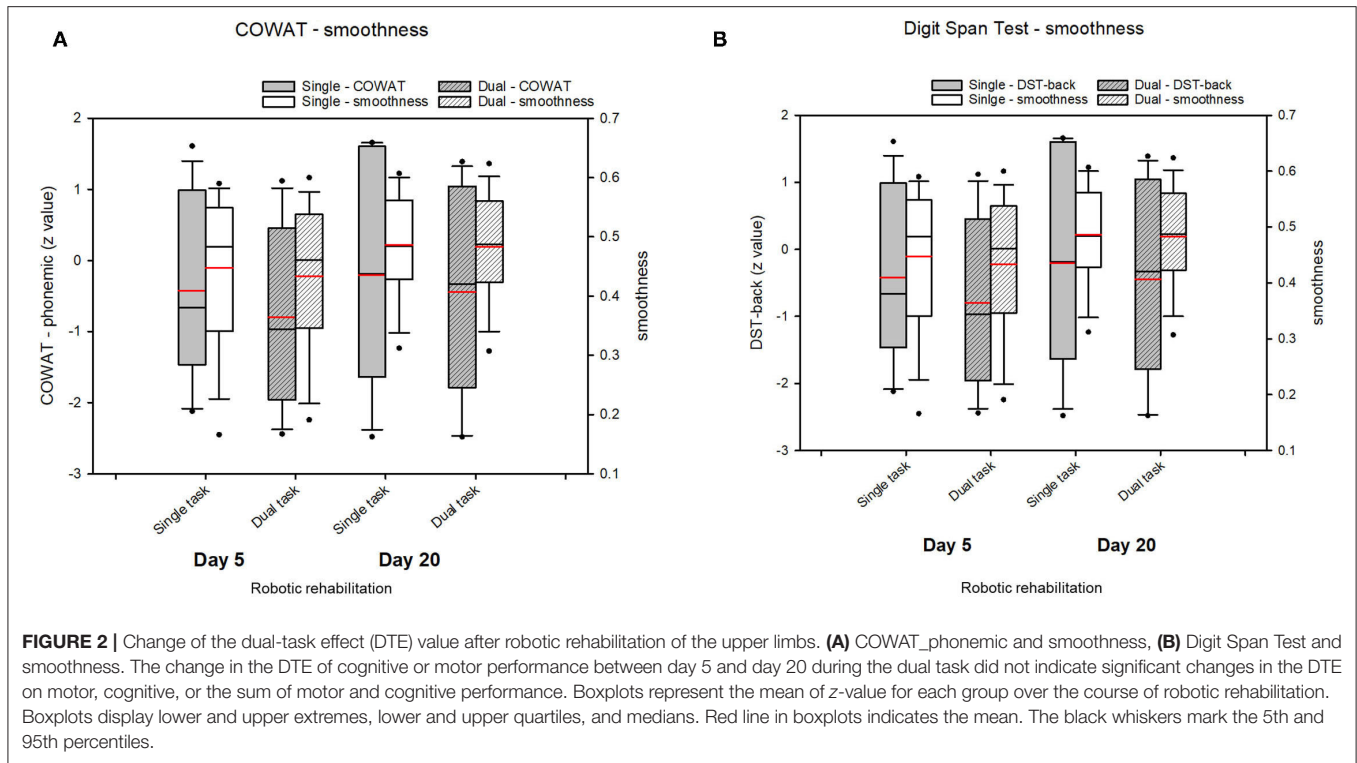 COWAT - smoothness
A
Single - COWAT
Dual - COWAT
Single - smoothness
Dual - smoothness
2
1
0
-1
-2
-3
COWAT - phonemic (z value)
0.7
0.6
0.5
0.4
0.3
0.2
0.1
smoothness
Single task
Dual task
Single task
Dual task
Day 5
Day 20
Robotic rehabilitation
Digit Span Test - smoothness
B
Single - DST-back
Dual - DST-back
Sinlge - smoothness
Dual - smoothness
2
1
0
-1
-2
-3
DST-back (z value)
0.7
0.6
0.5
0.4
0.3
0.2
0.1
smoothness
Single task
Dual task
Single task
Dual task
Day 5
Day 20
Robotic rehabilitation
FIGURE 2 | Change of the dual-task effect (DTE) value after robotic rehabilitation of the upper limbs. (A) COWAT_phonemic and smoothness, (B) Digit Span Test and
smoothness. The change in the DTE of cognitive or motor performance between day 5 and day 20 during the dual task did not indicate significant changes in the DTE
on motor, cognitive, or the sum of motor and cognitive performance. Boxplots represent the mean of z-value for each group over the course of robotic rehabilitation.
Boxplots display lower and upper extremes, lower and upper quartiles, and medians. Red line in boxplots indicates the mean. The black whiskers mark the 5th and
95th percentiles.